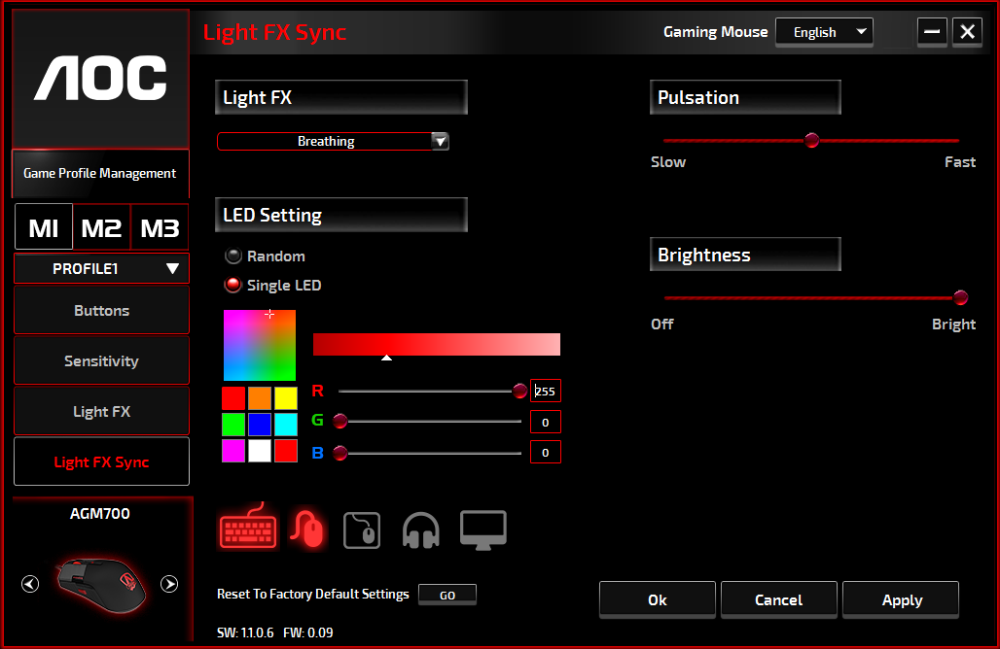 AOC
Light FX Sync
Gaming Mouse
English
Game Profile Management
M1 M2 M3
PROFILE1
Buttons
Sensitivity
Light FX
Light FX Sync
AGM700
Light FX
Breathing
LED Setting
Random
Single LED
R 255
G 0
B 0
Pulsation
Slow Fast
Brightness
Off Bright
Reset To Factory Default Settings GO
SW: 1.1.0.6 FW: 0.09
Ok Cancel Apply